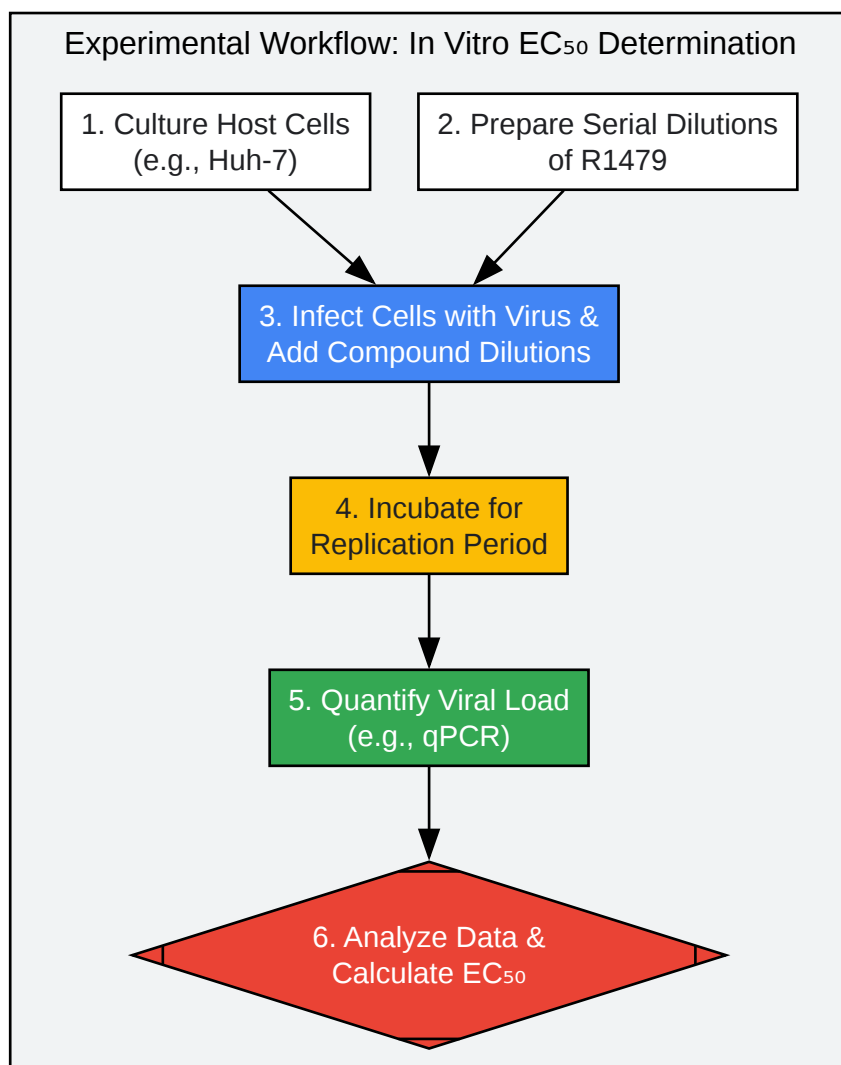 Experimental Workflow: In Vitro EC₅₀ Determination
1. Culture Host Cells
(e.g., Huh-7)
2. Prepare Serial Dilutions
of R1479
3. Infect Cells with Virus &
Add Compound Dilutions
4. Incubate for
Replication Period
5. Quantify Viral Load
(e.g., qPCR)
6. Analyze Data &
Calculate EC₅₀